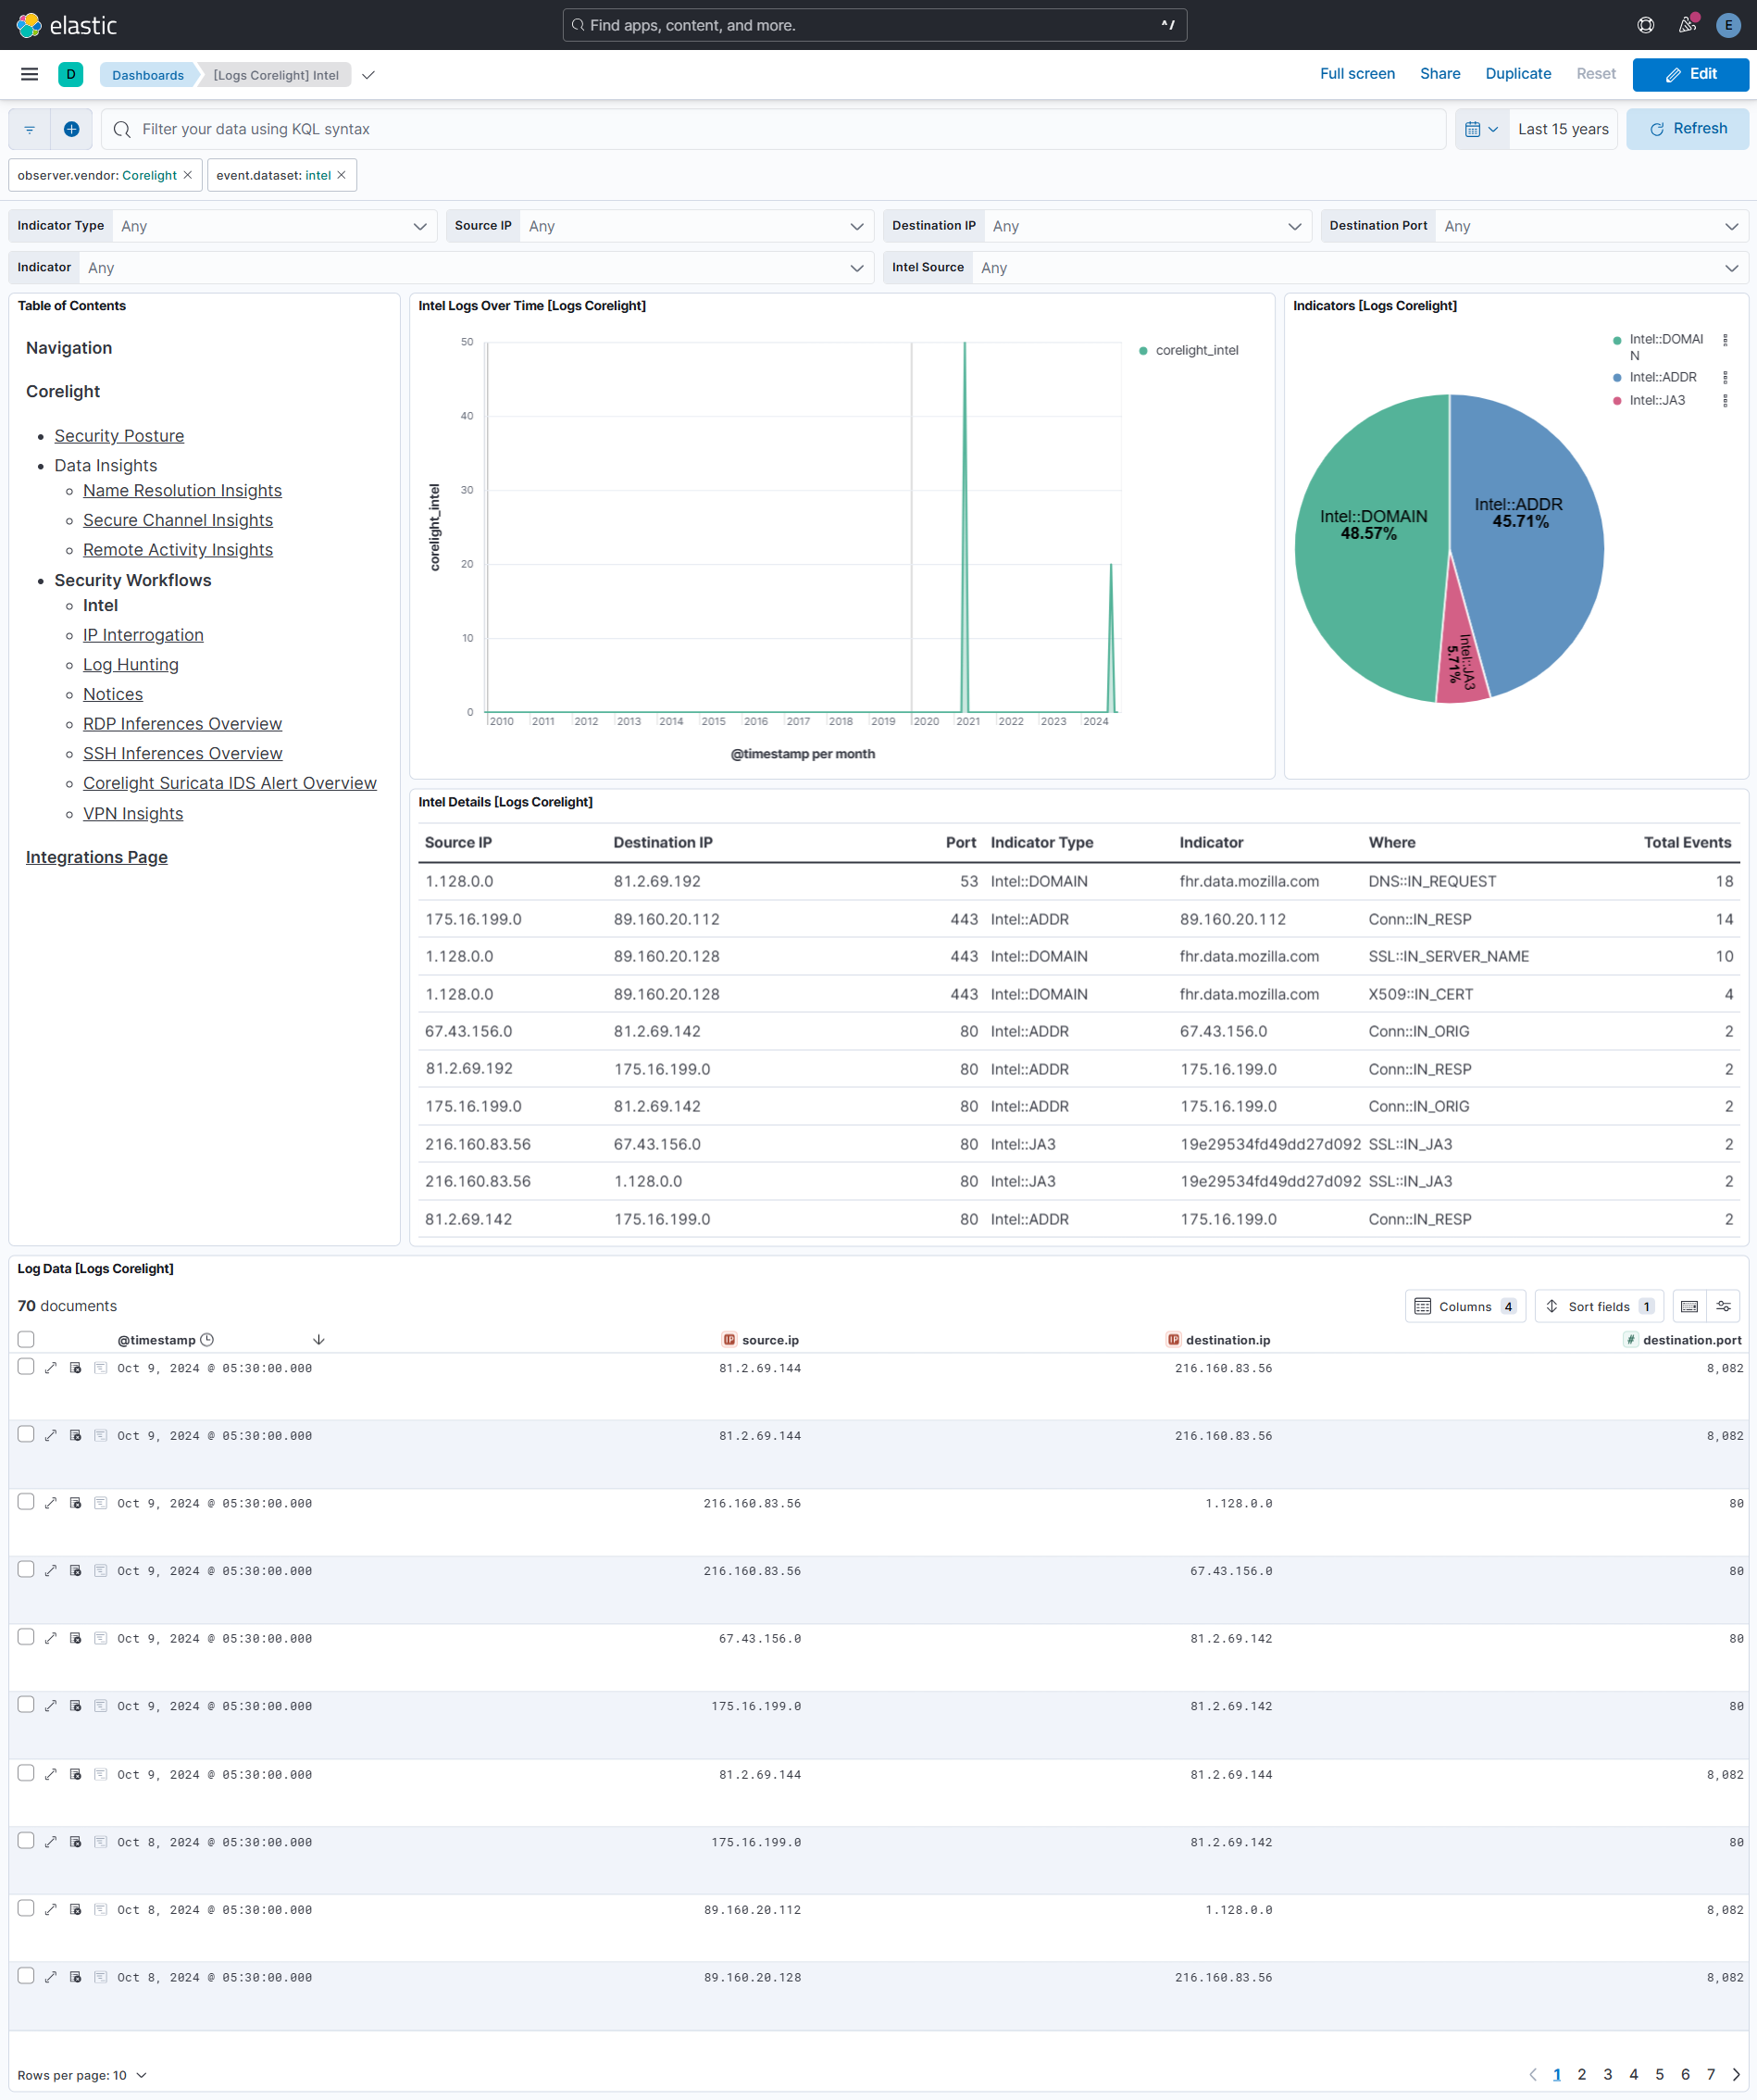 elastic
Find apps, content, and more.
^/
E
D
Dashboards
[Logs Corelight] Intel
Full screen
Share
Duplicate
Reset
Edit
Filter your data using KQL syntax
Last 15 years
Refresh
observer.vendor: Corelight
event.dataset: intel
Indicator Type Any
Source IP Any
Destination IP Any
Destination Port Any
Indicator Any
Intel Source Any
Table of Contents
Navigation
Corelight
Security Posture
Data Insights
Name Resolution Insights
Secure Channel Insights
Remote Activity Insights
Security Workflows
Intel
IP Interrogation
Log Hunting
Notices
RDP Inferences Overview
SSH Inferences Overview
Corelight Suricata IDS Alert Overview
VPN Insights
Integrations Page
Intel Logs Over Time [Logs Corelight]
50
40
30
20
10
0
corelight_intel
2010 2011 2012 2013 2014 2015 2016 2017 2018 2019 2020 2021 2022 2023 2024
@timestamp per month
corelight_intel
Indicators [Logs Corelight]
Intel::DOMAI
N
Intel::ADDR
Intel::JA3
Intel::DOMAIN
48.57%
Intel::ADDR
45.71%
Intel::JA3
5.71%
Intel Details [Logs Corelight]
Source IP Destination IP Port Indicator Type Indicator Where Total Events
1.128.0.0 81.2.69.192 53 Intel::DOMAIN fhr.data.mozilla.com DNS::IN_REQUEST 18
175.16.199.0 89.160.20.112 443 Intel::ADDR 89.160.20.112 Conn::IN_RESP 14
1.128.0.0 89.160.20.128 443 Intel::DOMAIN fhr.data.mozilla.com SSL::IN_SERVER_NAME 10
1.128.0.0 89.160.20.128 443 Intel::DOMAIN fhr.data.mozilla.com X509::IN_CERT 4
67.43.156.0 81.2.69.142 80 Intel::ADDR 67.43.156.0 Conn::IN_ORIG 2
81.2.69.192 175.16.199.0 80 Intel::ADDR 175.16.199.0 Conn::IN_RESP 2
175.16.199.0 81.2.69.142 80 Intel::ADDR 175.16.199.0 Conn::IN_ORIG 2
216.160.83.56 67.43.156.0 80 Intel::JA3 19e29534fd49dd27d092 SSL::IN_JA3 2
216.160.83.56 1.128.0.0 80 Intel::JA3 19e29534fd49dd27d092 SSL::IN_JA3 2
81.2.69.142 175.16.199.0 80 Intel::ADDR 175.16.199.0 Conn::IN_RESP 2
Log Data [Logs Corelight]
70 documents
Columns 4
Sort fields 1
@timestamp IP source.ip IP destination.ip # destination.port
Oct 9, 2024 @ 05:30:00.000 81.2.69.144 216.160.83.56 8,082
Oct 9, 2024 @ 05:30:00.000 81.2.69.144 216.160.83.56 8,082
Oct 9, 2024 @ 05:30:00.000 216.160.83.56 1.128.0.0 80
Oct 9, 2024 @ 05:30:00.000 216.160.83.56 67.43.156.0 80
Oct 9, 2024 @ 05:30:00.000 67.43.156.0 81.2.69.142 80
Oct 9, 2024 @ 05:30:00.000 175.16.199.0 81.2.69.142 80
Oct 9, 2024 @ 05:30:00.000 81.2.69.144 81.2.69.144 8,082
Oct 8, 2024 @ 05:30:00.000 175.16.199.0 81.2.69.142 80
Oct 8, 2024 @ 05:30:00.000 89.160.20.112 1.128.0.0 8,082
Oct 8, 2024 @ 05:30:00.000 89.160.20.128 216.160.83.56 8,082
Rows per page: 10
1 2 3 4 5 6 7